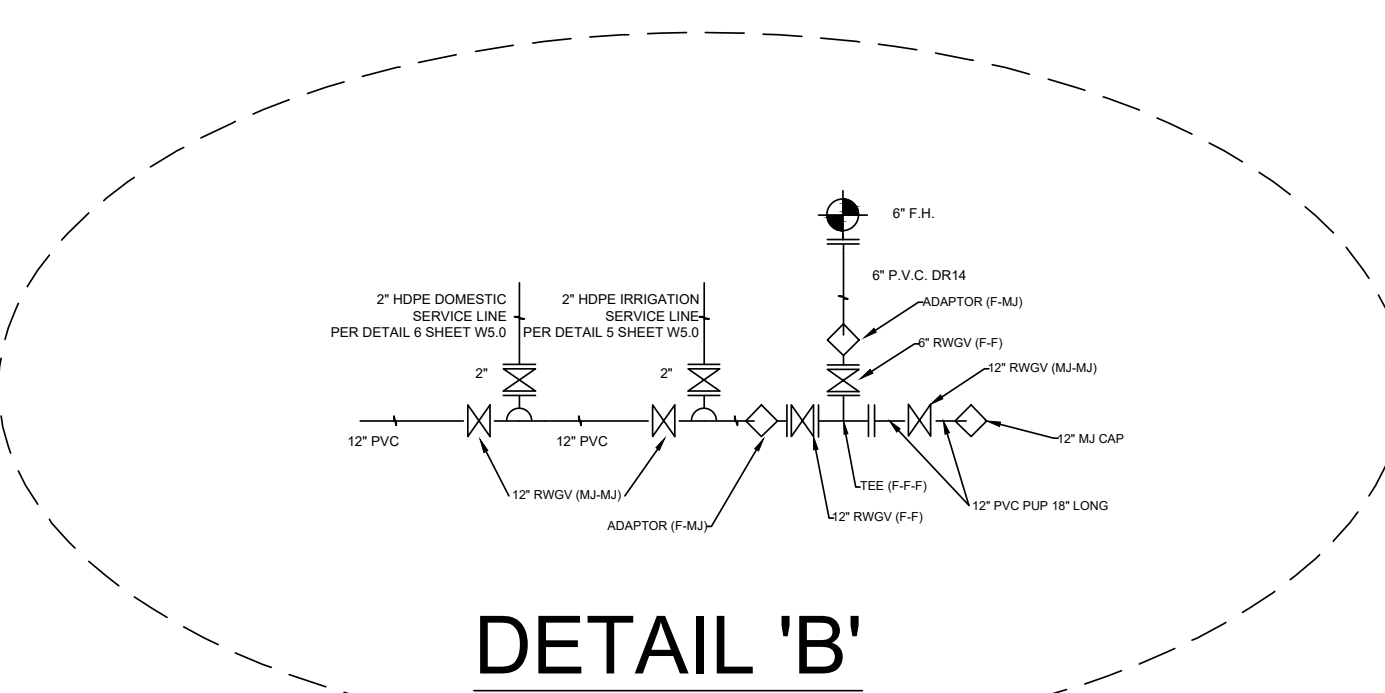 6" F.H.
6" P.V.C. DR14
2" HDPE DOMESTIC
SERVICE LINE
PER DETAIL 6 SHEET W5.0
2" HDPE IRRIGATION
SERVICE LINE
PER DETAIL 5 SHEET W5.0
ADAPTOR (F-MJ)
6" RWGV (F-F)
12" RWGV (MJ-MJ)
2"
2"
12" PVC
12" PVC
12" MJ CAP
12" RWGV (MJ-MJ)
TEE (F-F-F)
12" PVC PUP 18" LONG
12" RWGV (F-F)
ADAPTOR (F-MJ)
DETAIL 'B'